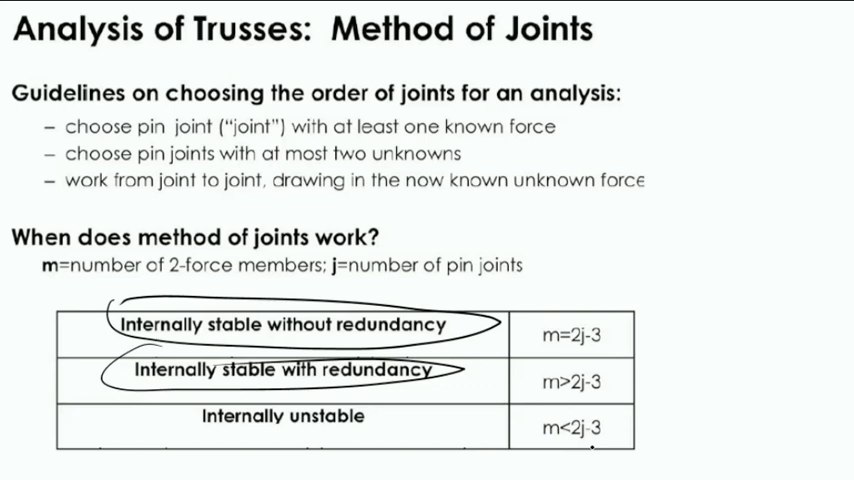 Analysis of Trusses: Method of Joints
Guidelines on choosing the order of joints for an analysis:
– choose pin joint ("joint") with at least one known force
– choose pin joints with at most two unknowns
– work from joint to joint, drawing in the now known unknown force
When does method of joints work?
m=number of 2-force members; j=number of pin joints
Internally stable without redundancy m=2j-3
Internally stable with redundancy m>2j-3
Internally unstable m<2j-3